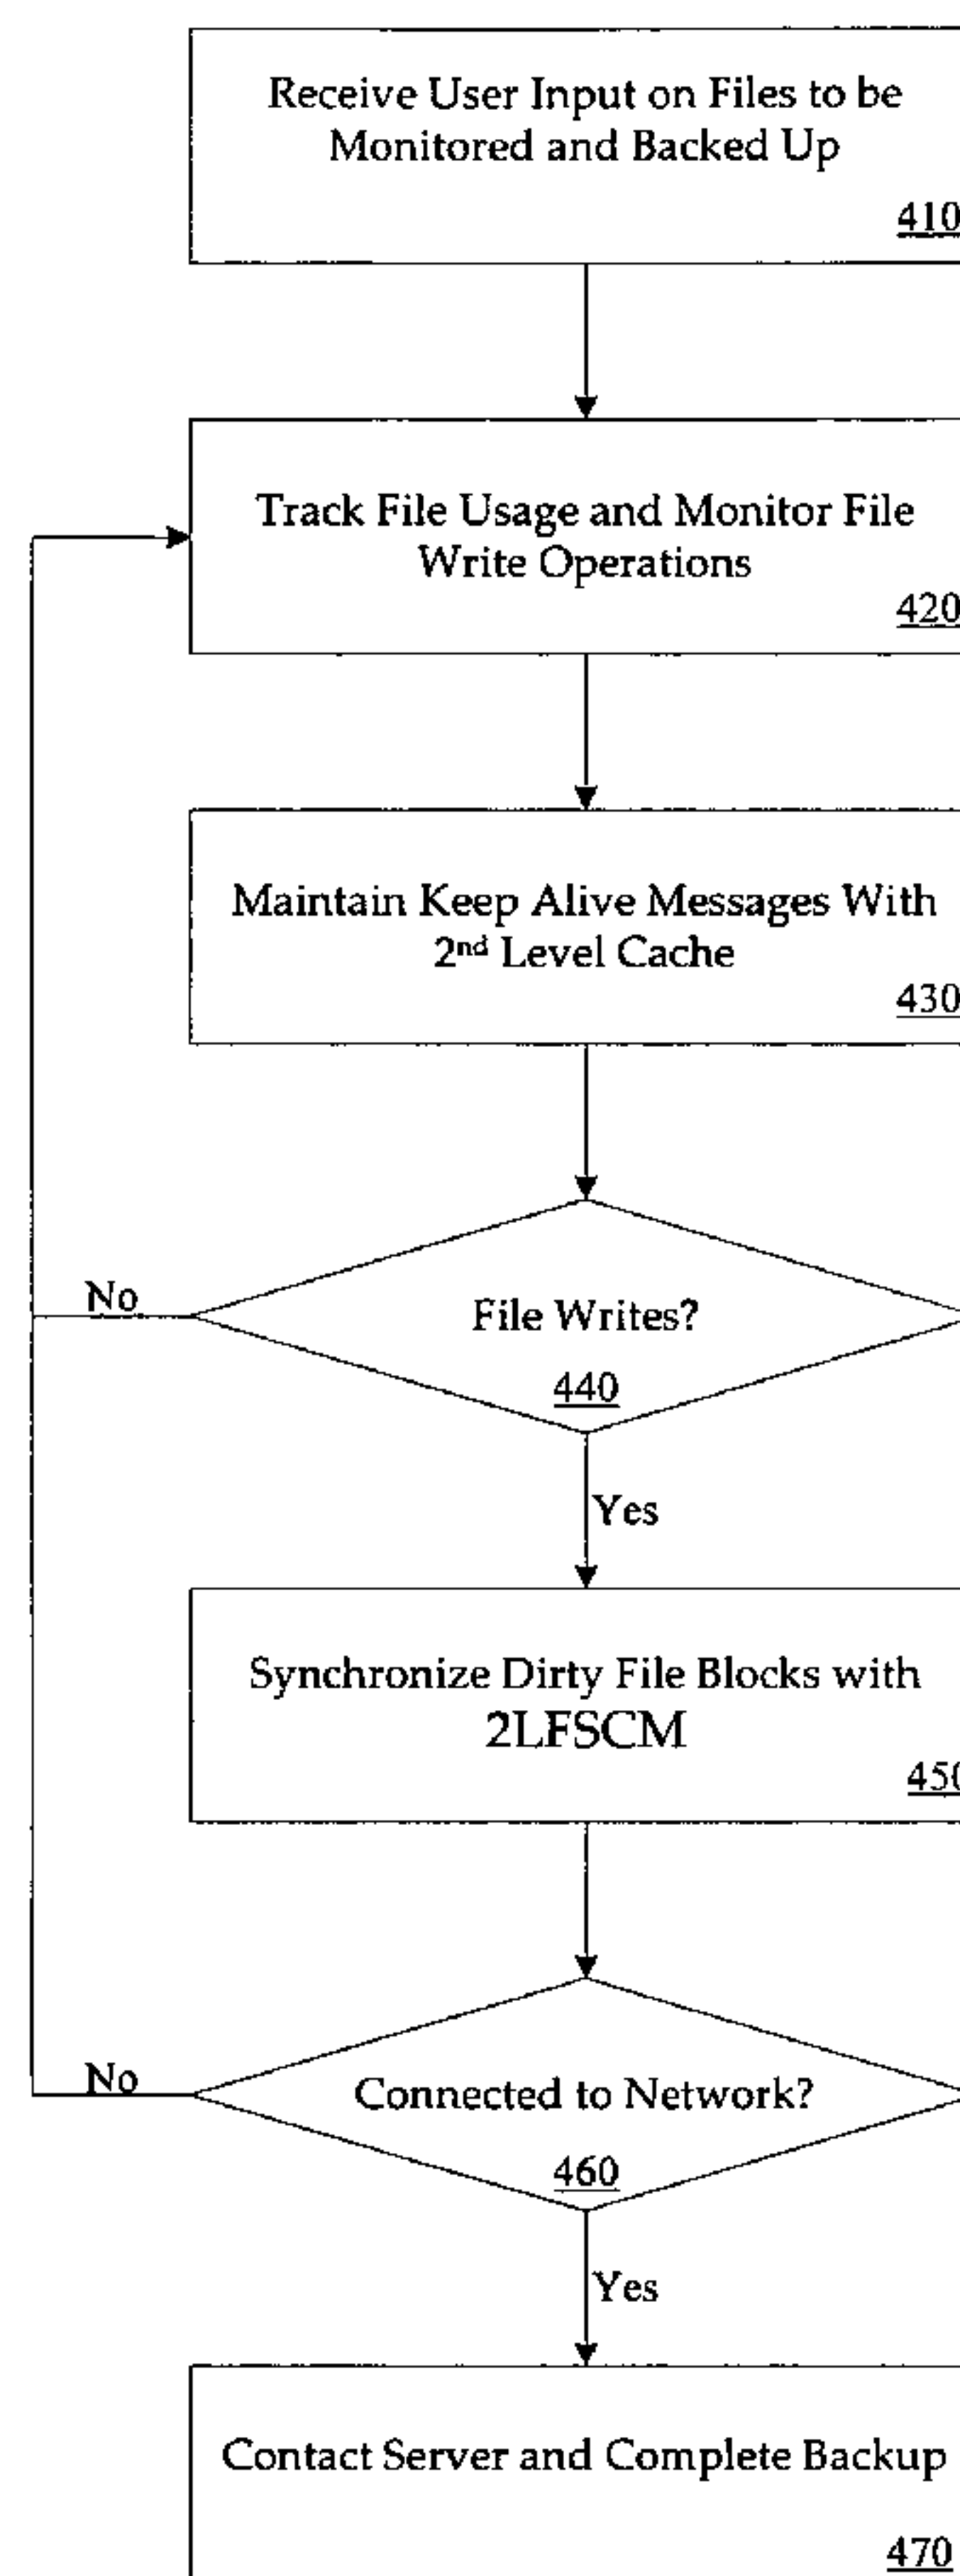 Receive User Input on Files to be
Monitored and Backed Up
410
Track File Usage and Monitor File
Write Operations
420
Maintain Keep Alive Messages With
2nd Level Cache
430
File Writes?
No
440
Yes
Synchronize Dirty File Blocks with
2LFSCM
450
Connected to Network?
No
460
Yes
Contact Server and Complete Backup
470